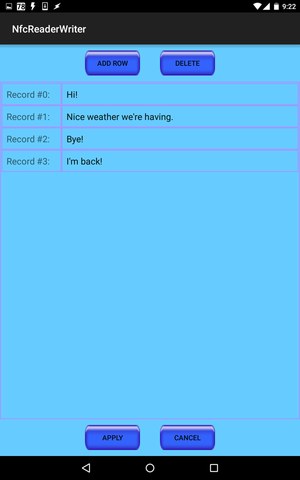 78 9:22
NfcReaderWriter
ADD ROW DELETE
Record #0: Hi!
Record #1: Nice weather we're having.
Record #2: Bye!
Record #3: I'm back!
APPLY CANCEL